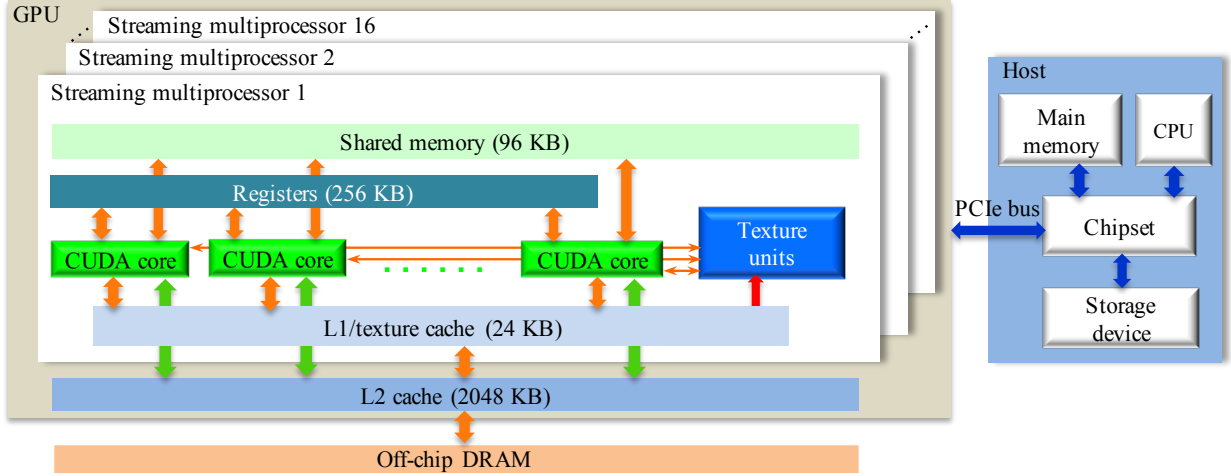 GPU
Streaming multiprocessor 16
Streaming multiprocessor 2
Streaming multiprocessor 1
Shared memory (96 KB)
Registers (256 KB)
CUDA core
CUDA core
CUDA core
Texture
units
L1/texture cache (24 KB)
L2 cache (2048 KB)
Off-chip DRAM
PCIe bus
Host
Main
memory
CPU
Chipset
Storage
device